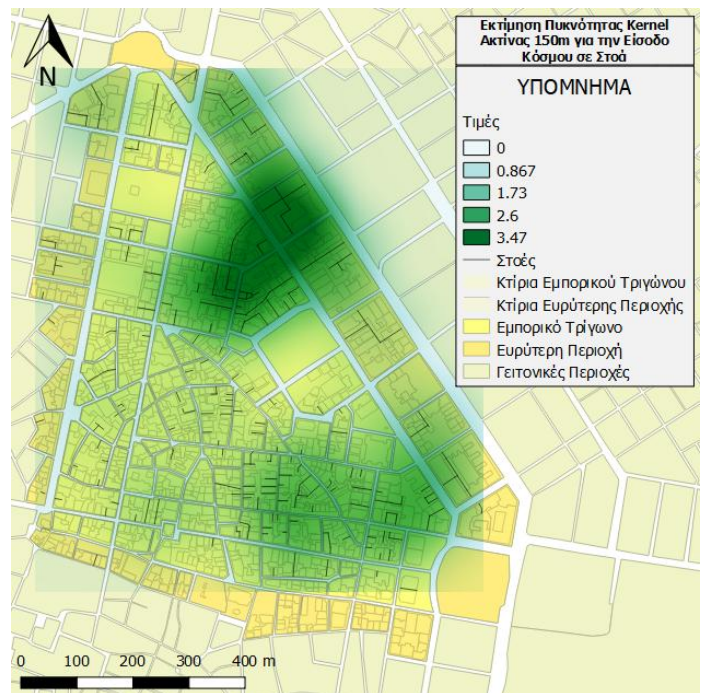 Εκτίμηση Πυκνότητας Kernel
Ακτίνας 150m για την Είσοδο
Κόσμου σε Στοά
ΥΠΟΜΝΗΜΑ
Τιμές
0
0.867
1.73
2.6
3.47
Στοές
Κτίρια Εμπορικού Τριγώνου
Κτίρια Ευρύτερης Περιοχής
Εμπορικό Τρίγωνο
Ευρύτερη Περιοχή
Γειτονικές Περιοχές
N
0 100 200 300 400 m